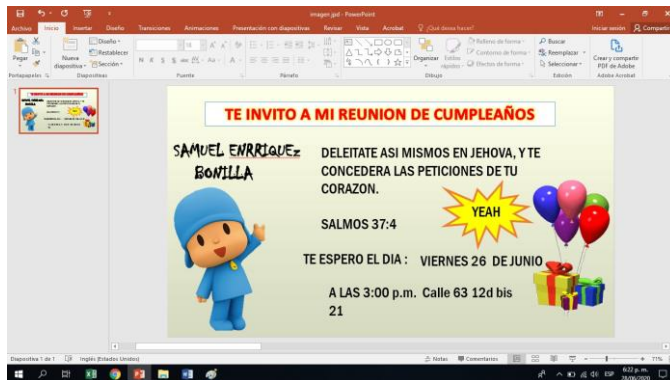 imagen.jpd - PowerPoint
Archivo Inicio Insertar Diseño Transiciones Animaciones Presentación con diapositivas Revisar Vista Acrobat ¿Qué desea hacer? Iniciar sesión Compartir
Pegar
Nueva diapositiva
Diseño
Restablecer
Sección
Organizer
Estilos rápidos
Relleno de forma
Contorno de forma
Efectos de forma
Buscar
Reemplazar
Seleccionar
Crear y compartir PDF de Adobe
Portapapeles Diapositivas Fuente Párrafo Dibujo Edición Adobe Acrobat
1
TE INVITO A MI REUNION DE CUMPLEAÑOS
SAMUEL ENRRIQUEz
BONILLA
DELEITATE ASI MISMOS EN JEHOVA, Y TE
CONCEDERA LAS PETICIONES DE TU
CORAZON.
YEAH
SALMOS 37:4
TE ESPERO EL DIA : VIERNES 26 DE JUNIO
A LAS 3:00 p.m. Calle 63 12d bis
21
Diapositiva 1 de 1 Inglés (Estados Unidos) Notas Comentarios 71%
ESP 6:22 p. m.
28/06/2020